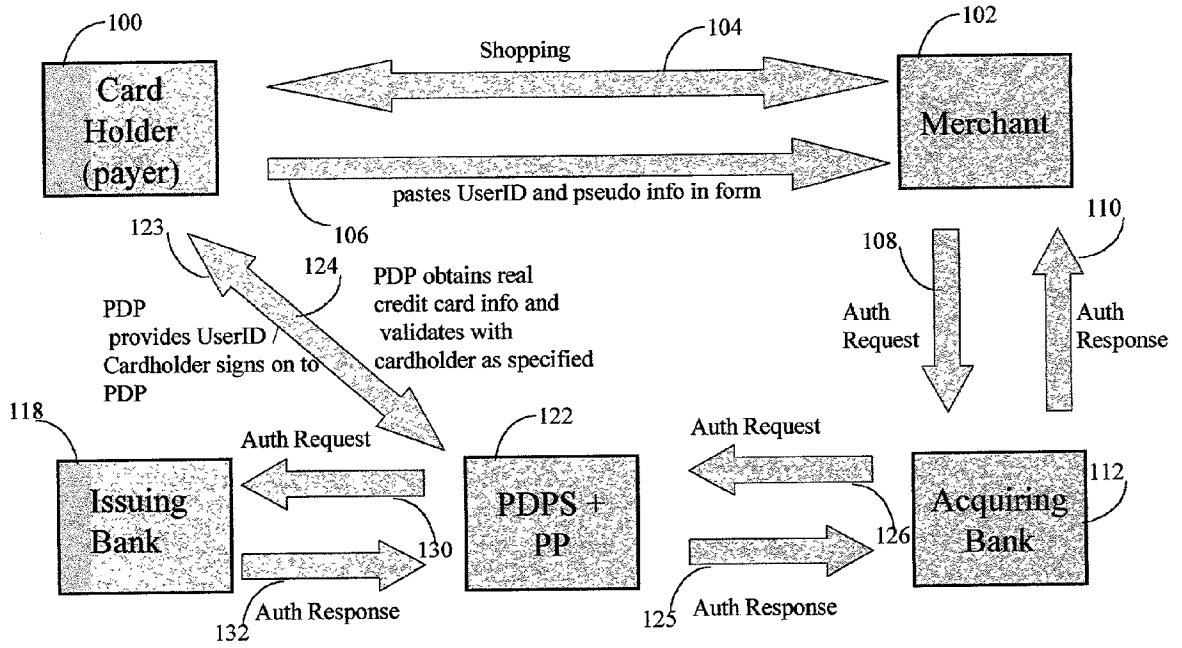 100
102
104
Shopping
Card
Holder
(payer)
Merchant
pastes UserID and pseudo info in form
106
123
124
PDP obtains real
credit card info and
validates with
cardholder as specified
PDP
provides UserID
Cardholder signs on to
PDP
108
110
Auth
Request
Auth
Response
118
122
112
Auth Request
Auth Request
Issuing
Bank
PDPS +
PP
Acquiring
Bank
130
126
132
Auth Response
125
Auth Response